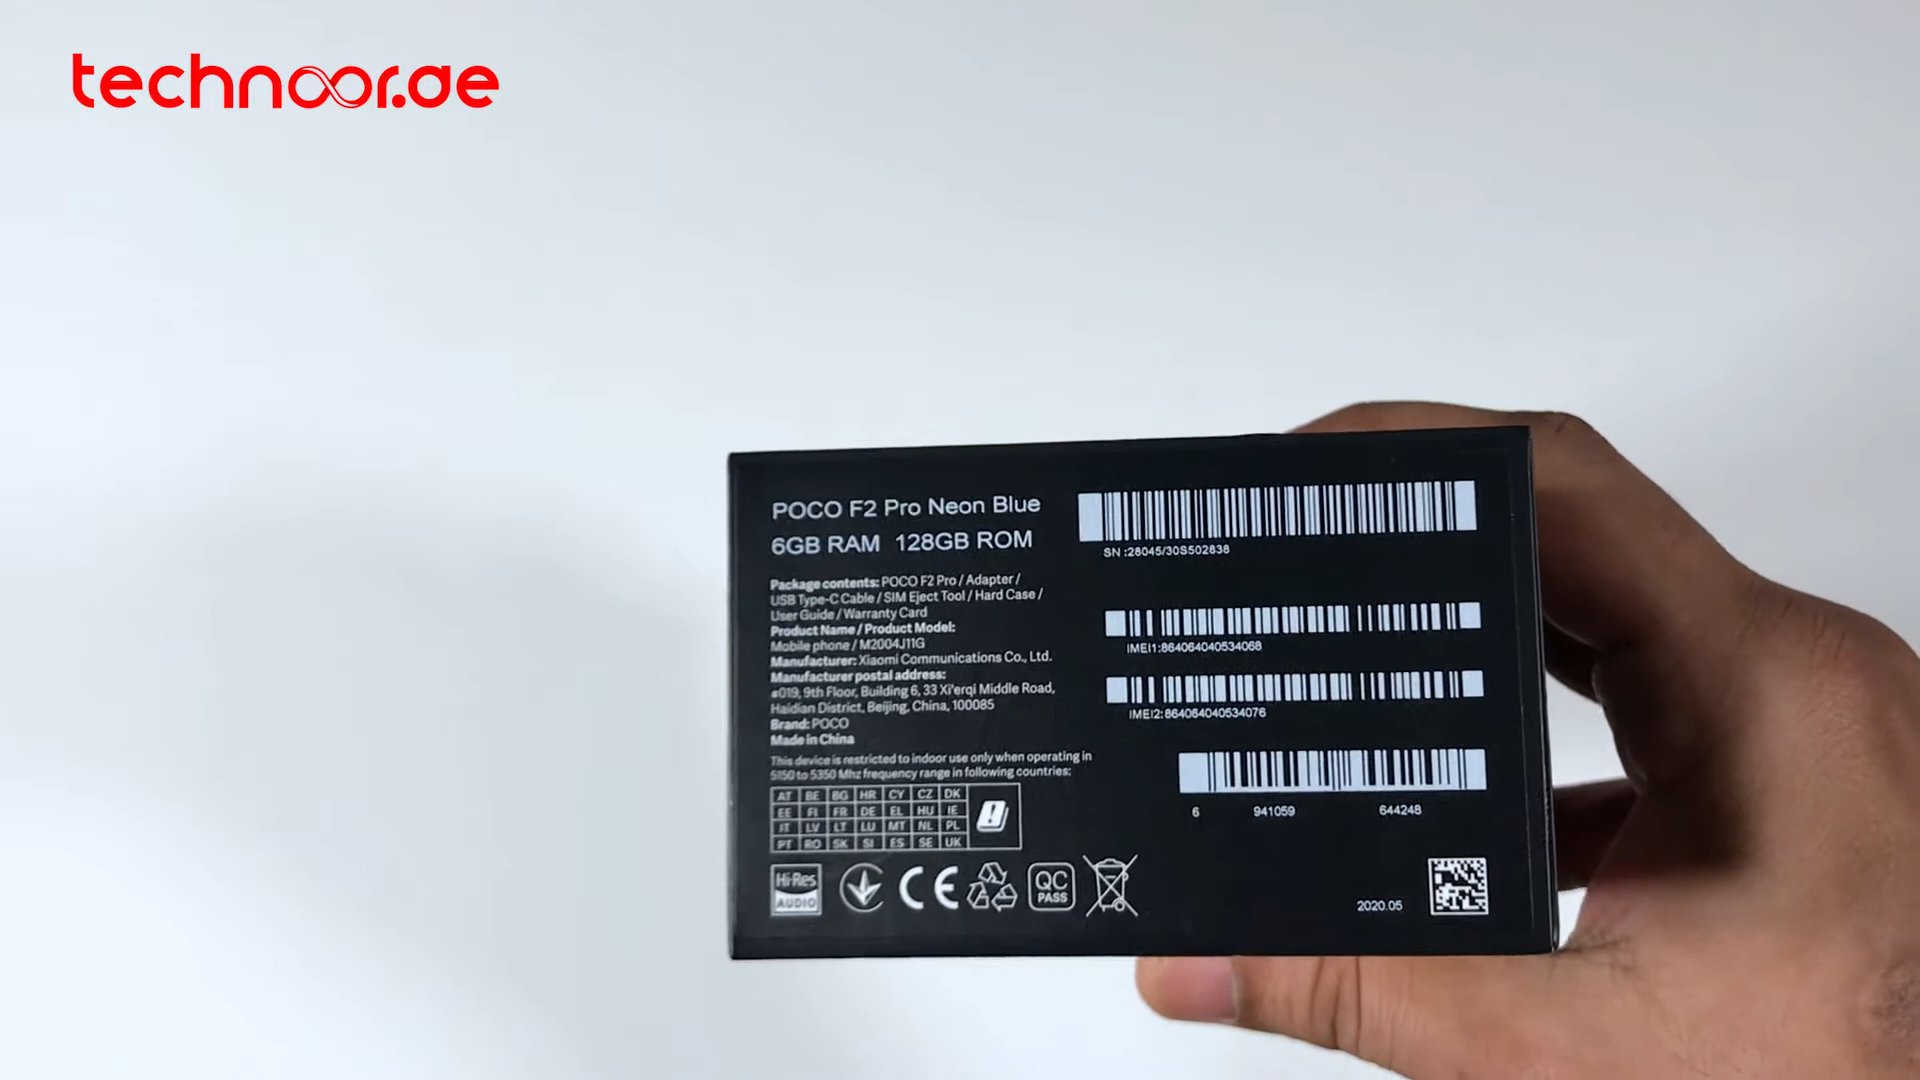 technoor.ae
POCO F2 Pro Neon Blue
6GB RAM 128GB ROM
Package contents: POCO F2 Pro / Adapter /
USB Type-C Cable / SIM Eject Tool / Hard Case /
User Guide / Warranty Card
Product Name / Product Model:
Mobile phone / M2004J11G
Manufacturer: Xiaomi Communications Co., Ltd.
Manufacturer postal address:
#019, 9th Floor, Building 6, 33 Xi'erqi Middle Road,
Haidian District, Beijing, China, 100085
Brand: POCO
Made in China
This device is restricted to indoor use only when operating in
5150 to 5350 Mhz frequency range in following countries:
AT BE BG HR CY CZ DK
EE FI FR DE EL HU IE
IT LV LT LU MT NL PL
PT RO SK SI ES SE UK
Hi-Res
AUDIO
CE
QC
PASS
SN :28045/30S502838
IMEI1:864064040534068
IMEI2:864064040534076
6 941059 644248
2020.05